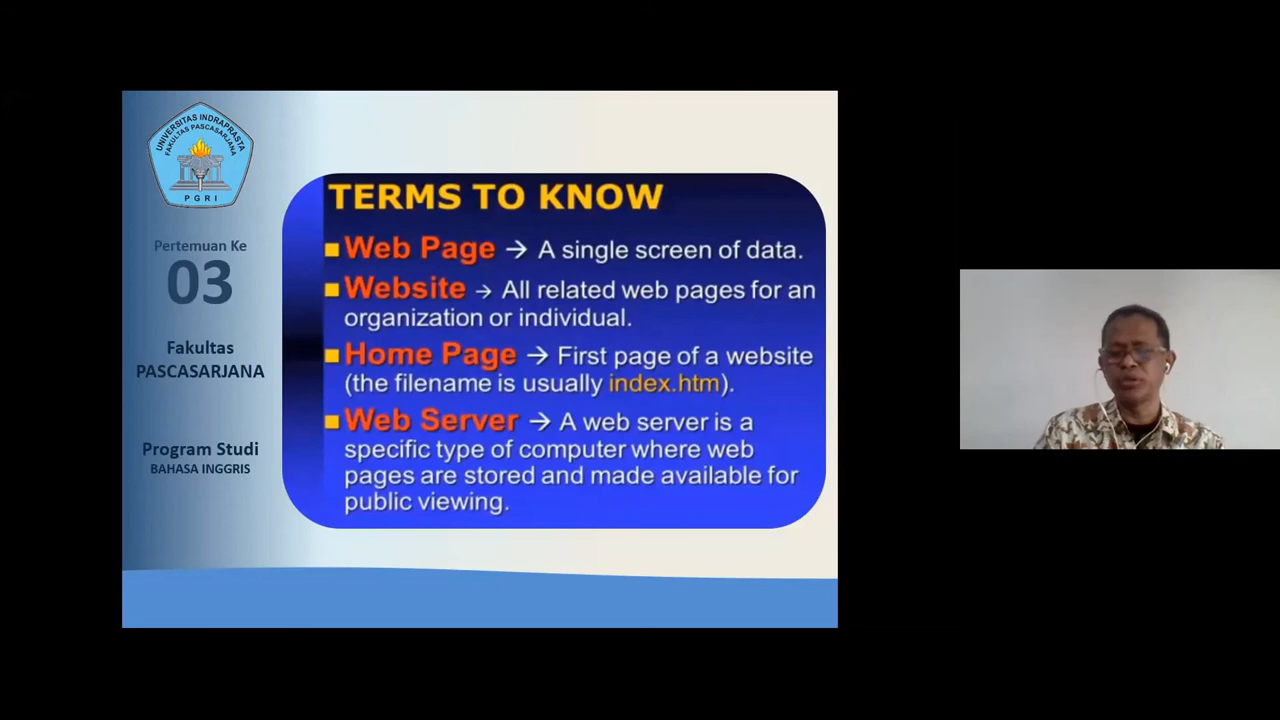 UNIVERSITAS INDRAPRASTA
FAKULTAS PASCASARJANA
PGRI
Pertemuan Ke
03
Fakultas
PASCASARJANA
Program Studi
BAHASA INGGRIS
TERMS TO KNOW
Web Page → A single screen of data.
Website → All related web pages for an
organization or individual.
Home Page → First page of a website
(the filename is usually index.htm).
Web Server → A web server is a
specific type of computer where web
pages are stored and made available for
public viewing.